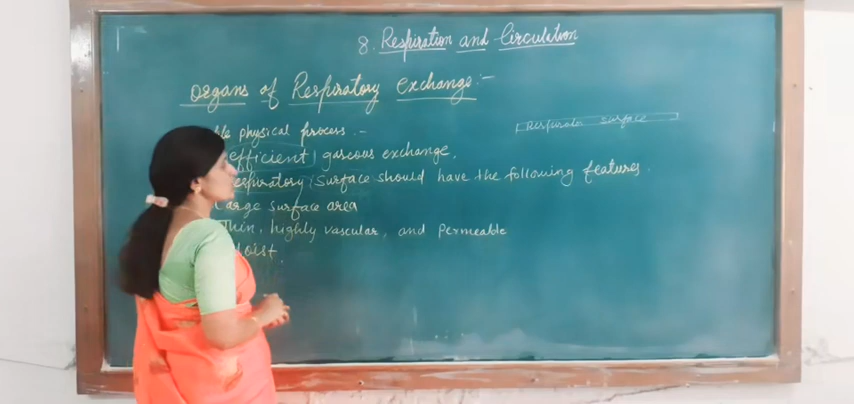 8. Respiration and Circulation
Organs of Respiratory exchange :-
Respirator surface
physical process :-
efficient gaseous exchange.
Respiratory surface should have the following features.
Large surface area
Thin, highly vascular, and permeable
Moist.